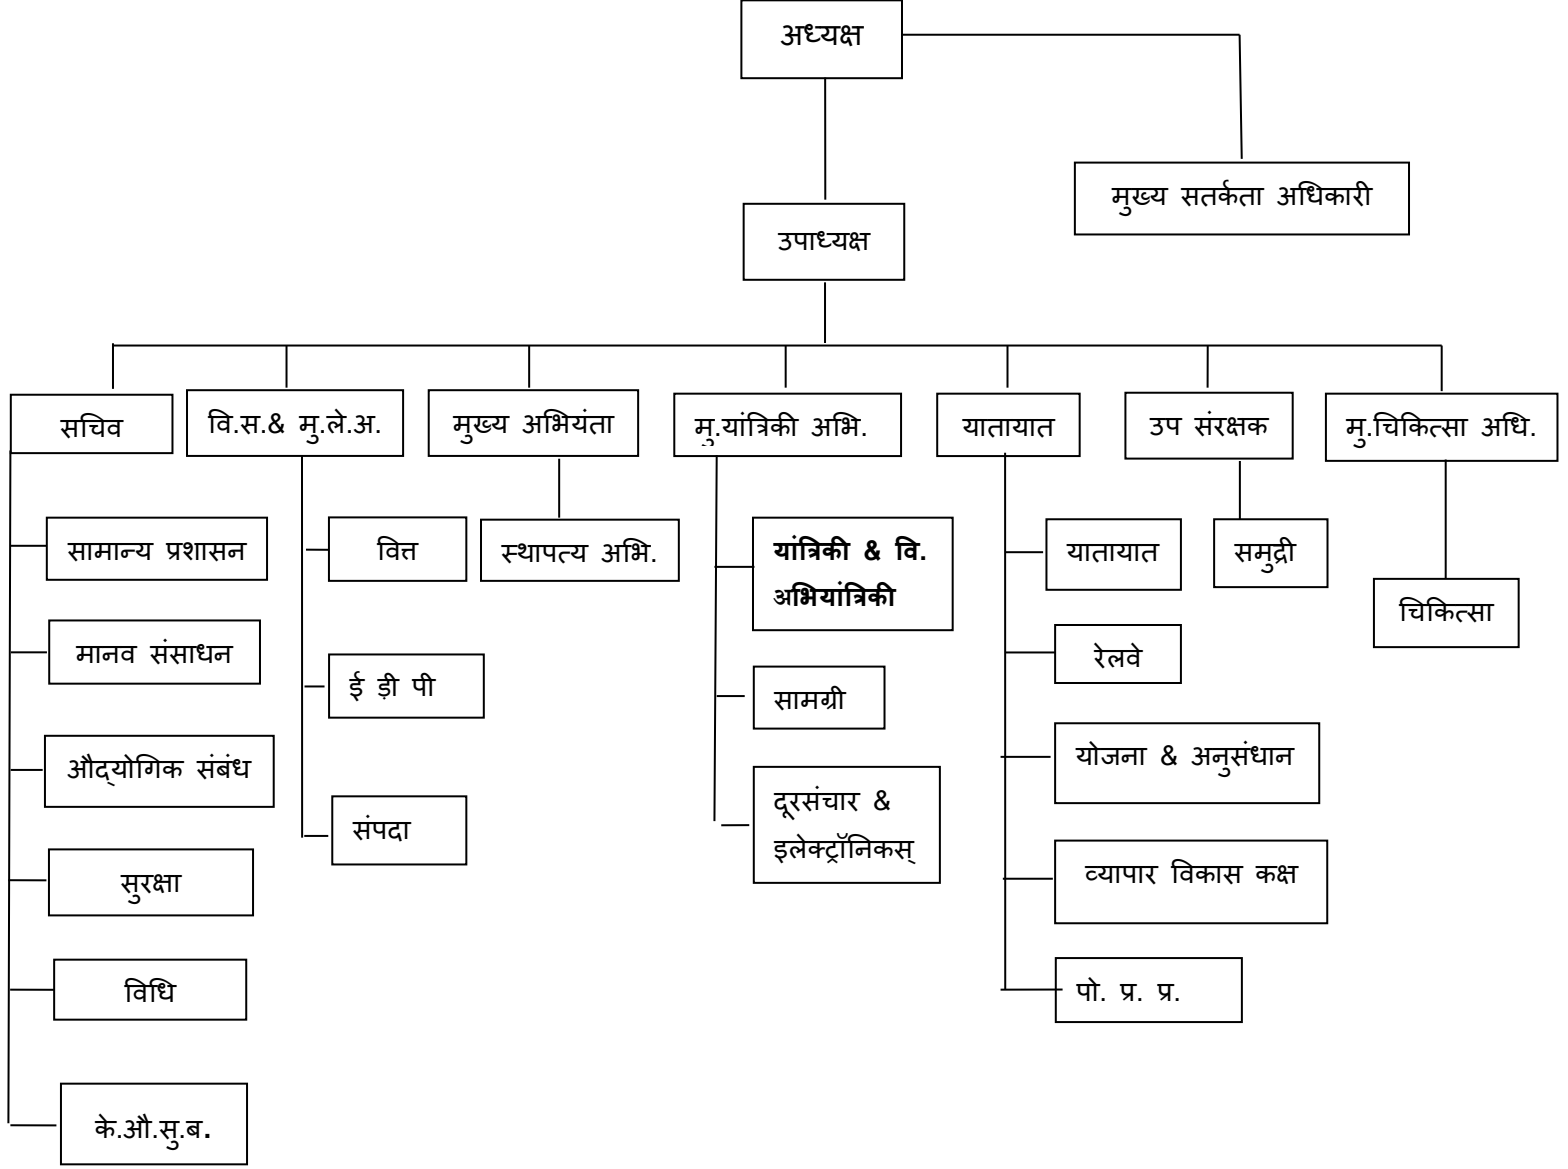 अध्यक्ष
मुख्य सतर्कता अधिकारी
उपाध्यक्ष
सचिव
वि.स.& मु.ले.अ.
मुख्य अभियंता
मु.यांत्रिकी अभि.
यातायात
उप संरक्षक
मु.चिकित्सा अधि.
सामान्य प्रशासन
मानव संसाधन
औद्योगिक संबंध
सुरक्षा
विधि
के.औ.सु.ब.
वित्त
ई ड़ी पी
संपदा
स्थापत्य अभि.
यांत्रिकी & वि.
अभियांत्रिकी
सामग्री
दूरसंचार &
इलेक्ट्रॉनिकस्
यातायात
रेलवे
योजना & अनुसंधान
व्यापार विकास कक्ष
पो. प्र. प्र.
समुद्री
चिकित्सा